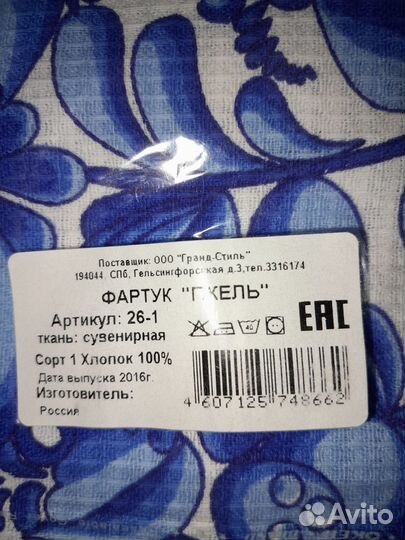 Поставщик: ООО "Гранд-Стиль"
194044, СПб, Гельсингфорсская д.3,тел.3316174
ФАРТУК "ГЖЕЛЬ"
Артикул: 26-1
ткань: сувенирная
40
EAC
Сорт 1 Хлопок 100%
Дата выпуска 2016г.
Изготовитель:
Россия
4 607125 748662
Avito